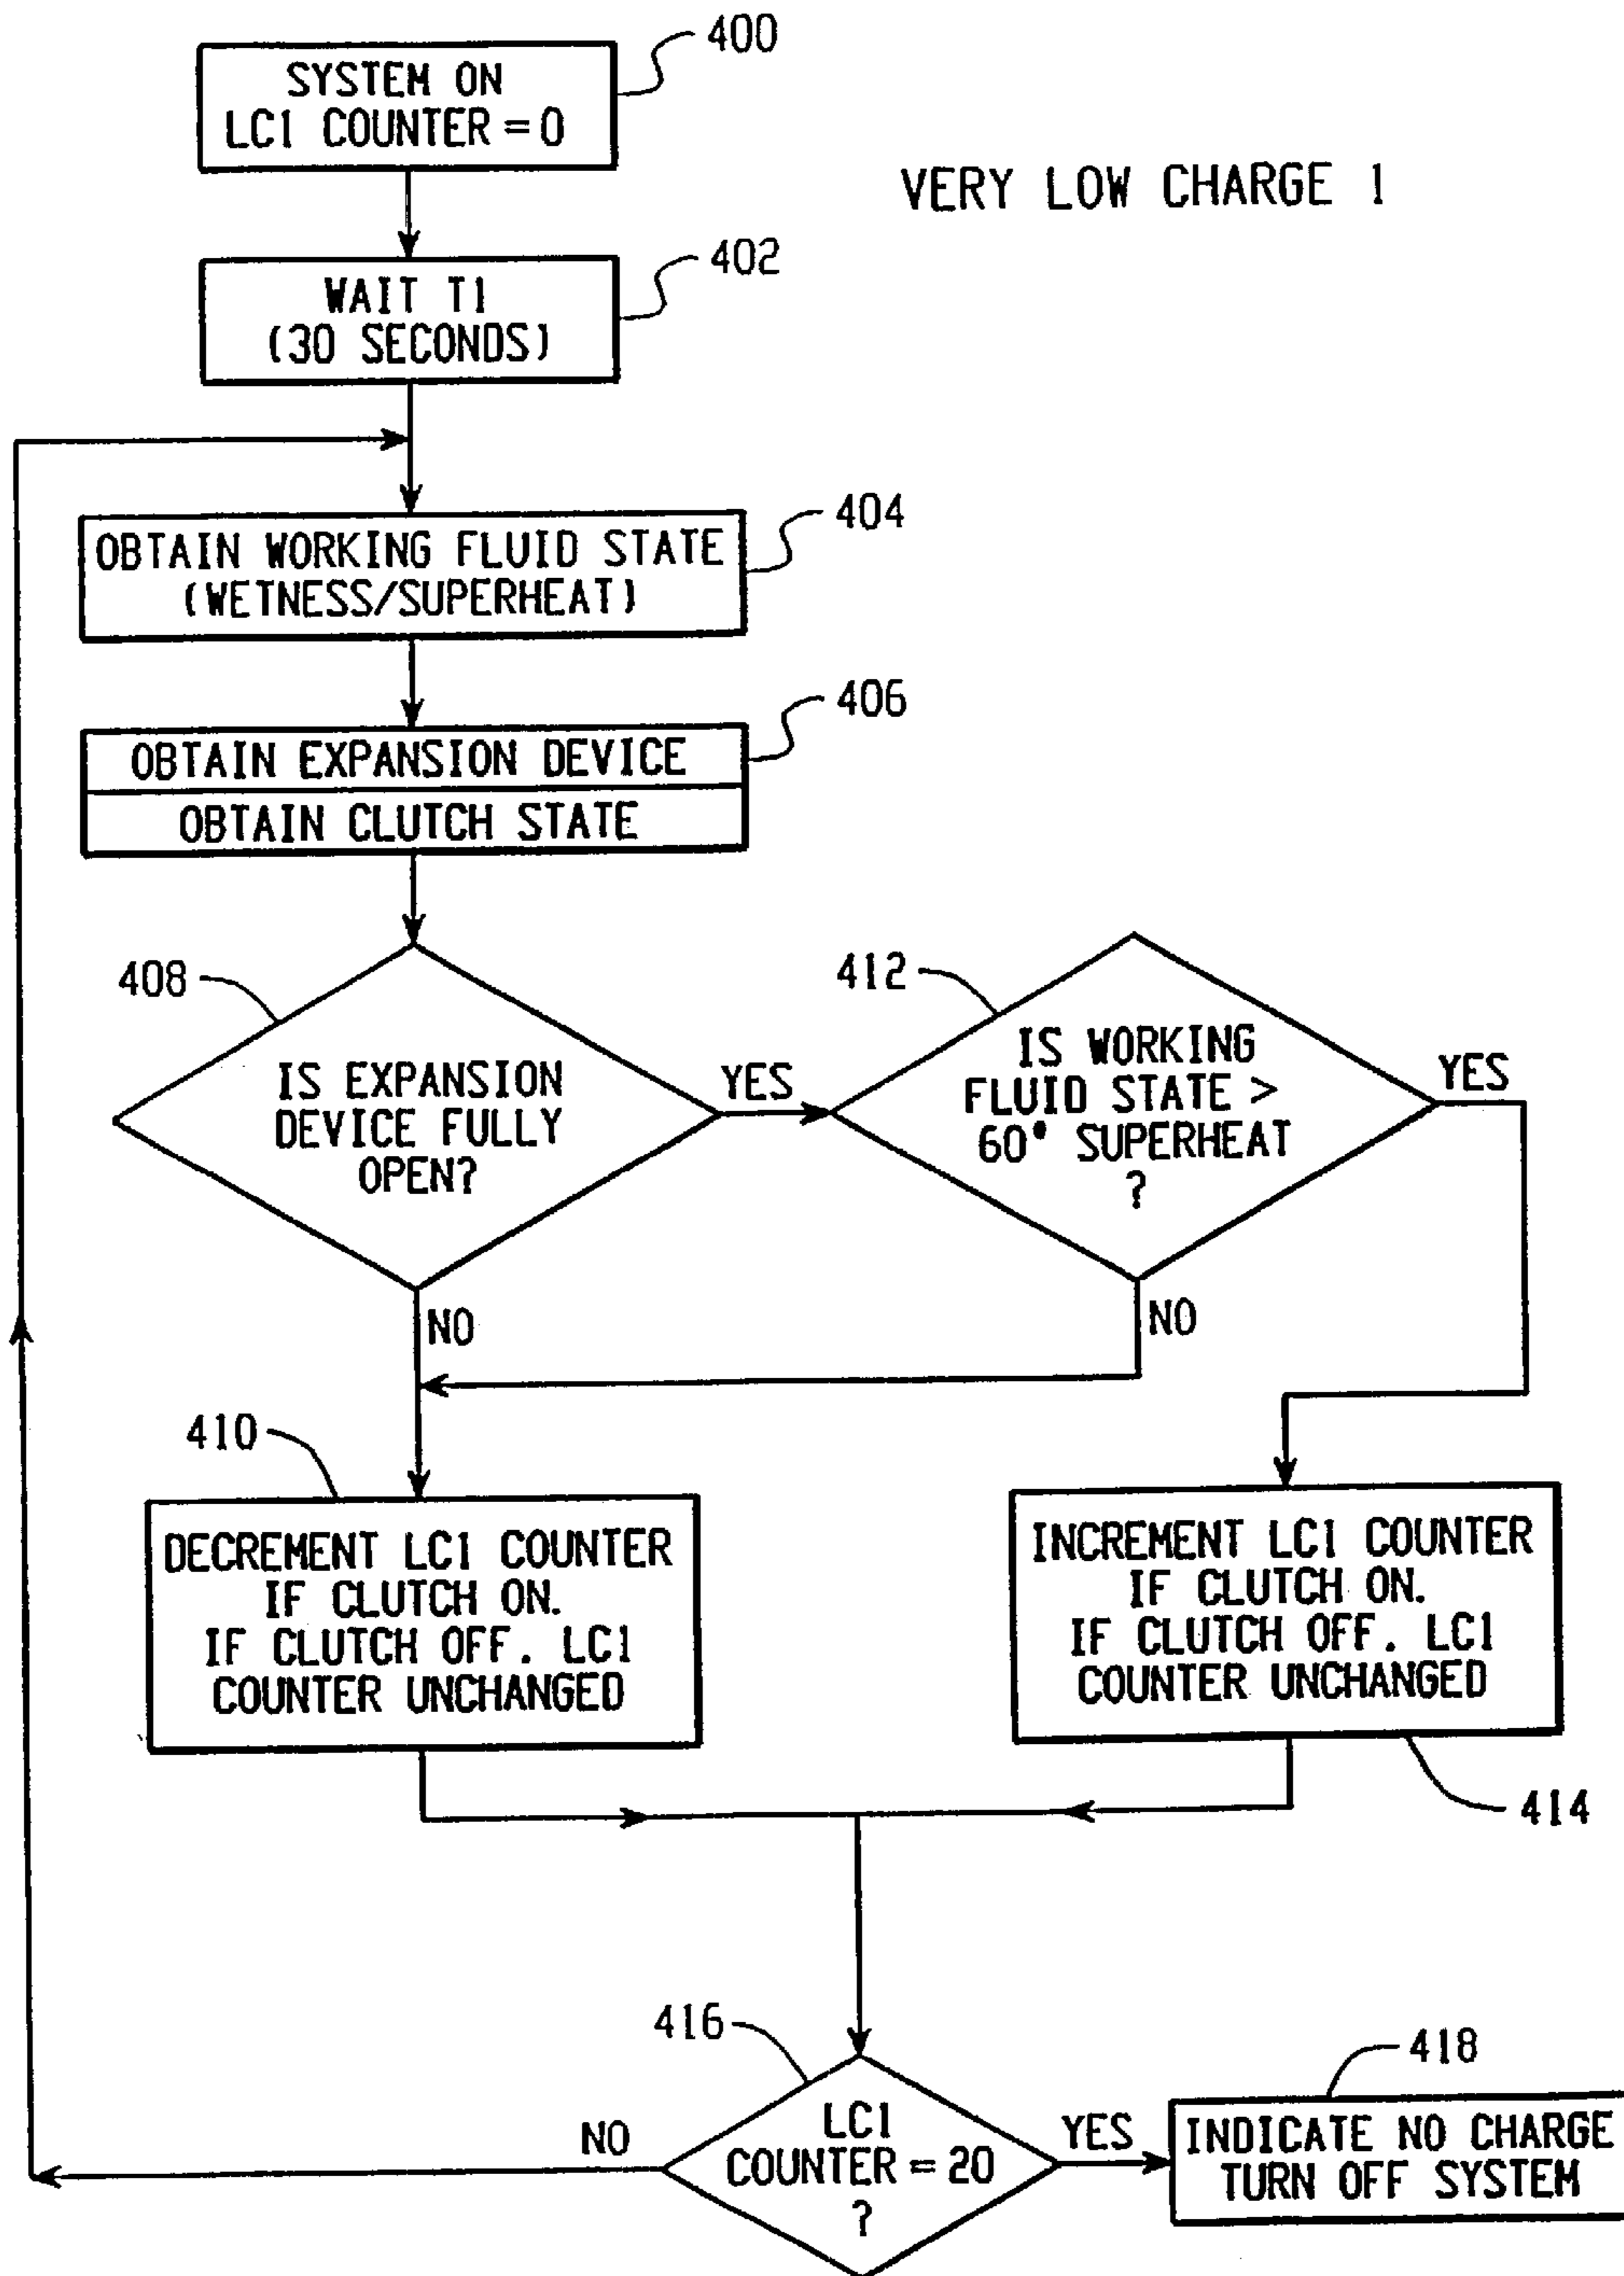 400
SYSTEM ON
LC1 COUNTER = 0
VERY LOW CHARGE 1
402
WAIT T1
(30 SECONDS)
404
OBTAIN WORKING FLUID STATE
(WETNESS/SUPERHEAT)
406
OBTAIN EXPANSION DEVICE
OBTAIN CLUTCH STATE
408
IS EXPANSION
DEVICE FULLY
OPEN?
YES
NO
412
IS WORKING
FLUID STATE >
60° SUPERHEAT
?
YES
NO
410
DECREMENT LC1 COUNTER
IF CLUTCH ON.
IF CLUTCH OFF. LC1
COUNTER UNCHANGED
INCREMENT LC1 COUNTER
IF CLUTCH ON.
IF CLUTCH OFF. LC1
COUNTER UNCHANGED
414
416
LC1
COUNTER = 20
?
NO
YES
418
INDICATE NO CHARGE
TURN OFF SYSTEM